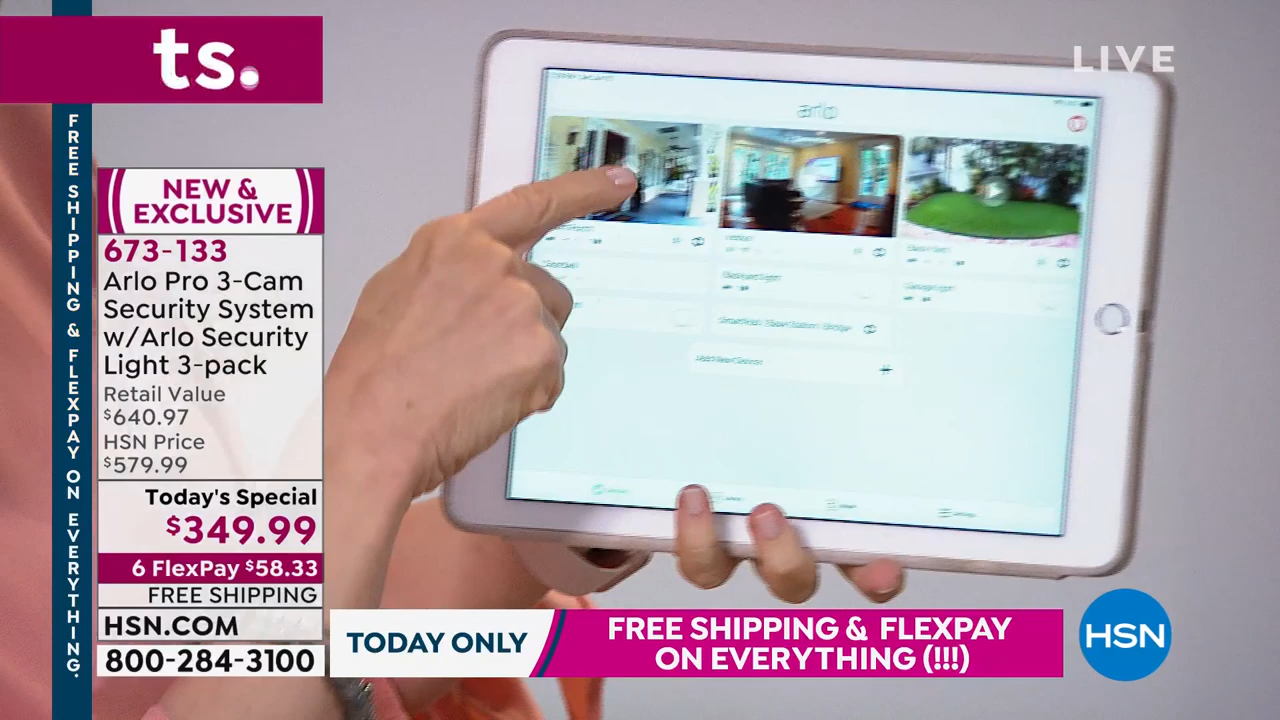 ts.
LIVE
FREE SHIPPING & FLEXPAY ON EVERYTHING.
NEW &
EXCLUSIVE
673-133
Arlo Pro 3-Cam
Security System
w/Arlo Security
Light 3-pack
Retail Value
$640.97
HSN Price
$579.99
Today's Special
$349.99
6 FlexPay $58.33
FREE SHIPPING
HSN.COM
800-284-3100
arlo
TODAY ONLY
FREE SHIPPING & FLEXPAY
ON EVERYTHING (!!!)
HSN